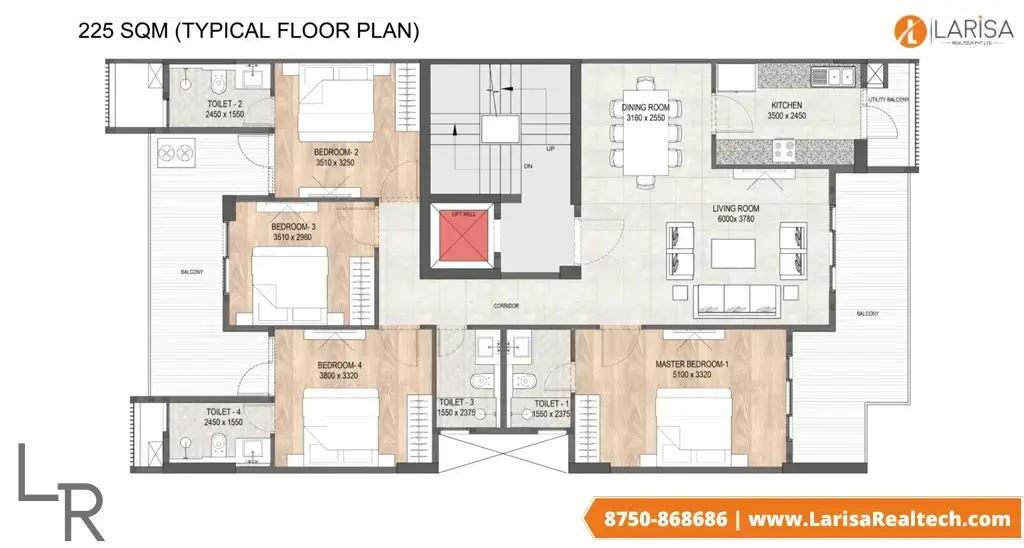 225 SQM (TYPICAL FLOOR PLAN)
LARISA
REALTECH PVT LTD
TOILET - 2
2450 x 1550
BEDROOM- 2
3510 x 3250
UP
DN
LIFT WELL
DINING ROOM
3160 x 2550
KITCHEN
3500 x 2450
UTILITY BALCONY
BEDROOM- 3
3510 x 2980
LIVING ROOM
6000x 3780
BALCONY
CORRIDOR
BALCONY
BEDROOM- 4
3800 x 3320
MASTER BEDROOM-1
5100 x 3320
TOILET - 4
2450 x 1550
TOILET - 3
1550 x 2375
TOILET - 1
1550 x 2375
LR
8750-868686 | www.LarisaRealtech.com